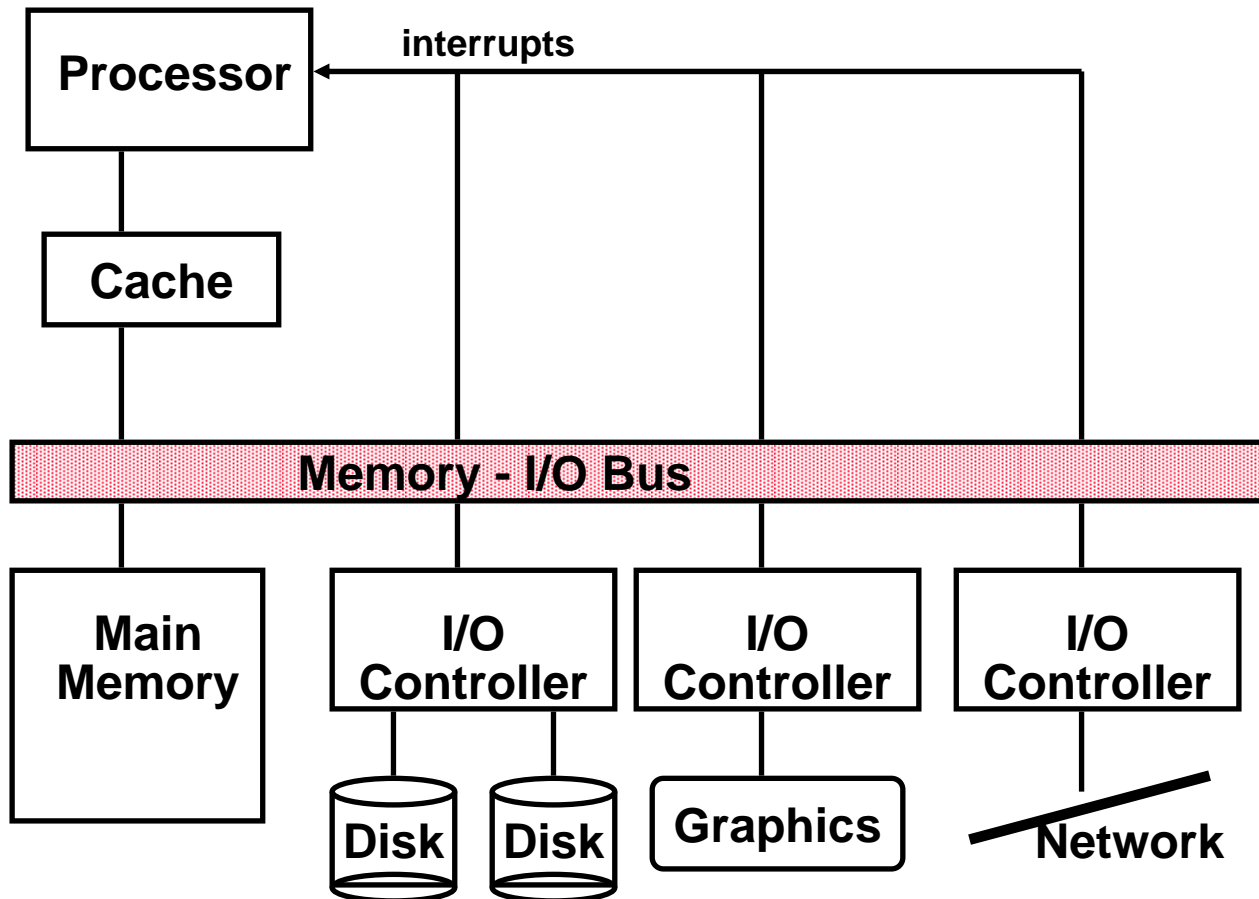 interrupts
Processor
Cache
Memory - I/O Bus
Main
Memory
I/O
Controller
I/O
Controller
I/O
Controller
Disk
Disk
Graphics
Network